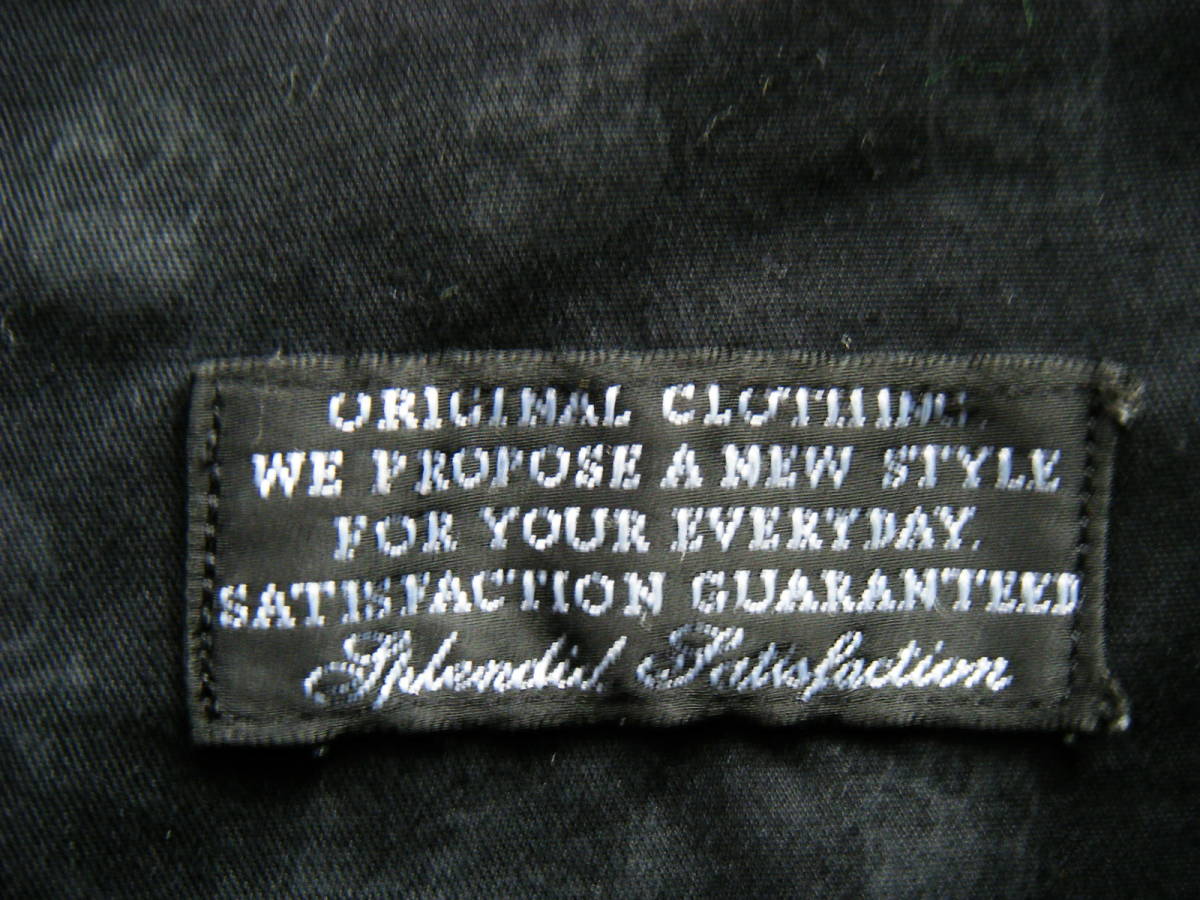 ORIGINAL CLOTHING.
WE PROPOSE A NEW STYLE
FOR YOUR EVERYDAY.
SATISFACTION GUARANTEED
Splendid Satisfaction